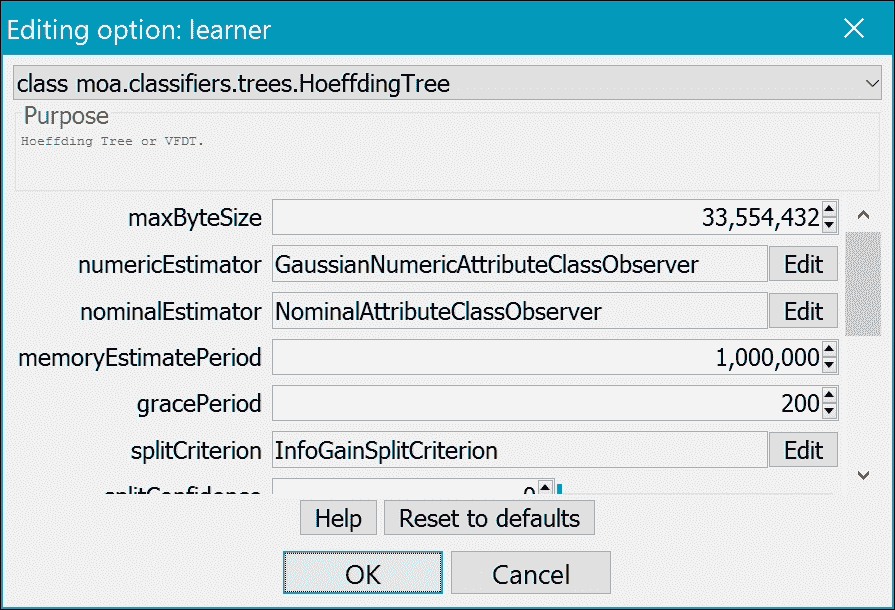 Editing option: learner
class moa.classifiers.trees.HoeffdingTree
Purpose
Hoeffding Tree or VFDT.
maxByteSize 33,554,432
numericEstimator GaussianNumericAttributeClassObserver Edit
nominalEstimator NominalAttributeClassObserver Edit
memoryEstimatePeriod 1,000,000
gracePeriod 200
splitCriterion InfoGainSplitCriterion Edit
splitConfidence 0
Help Reset to defaults
OK Cancel